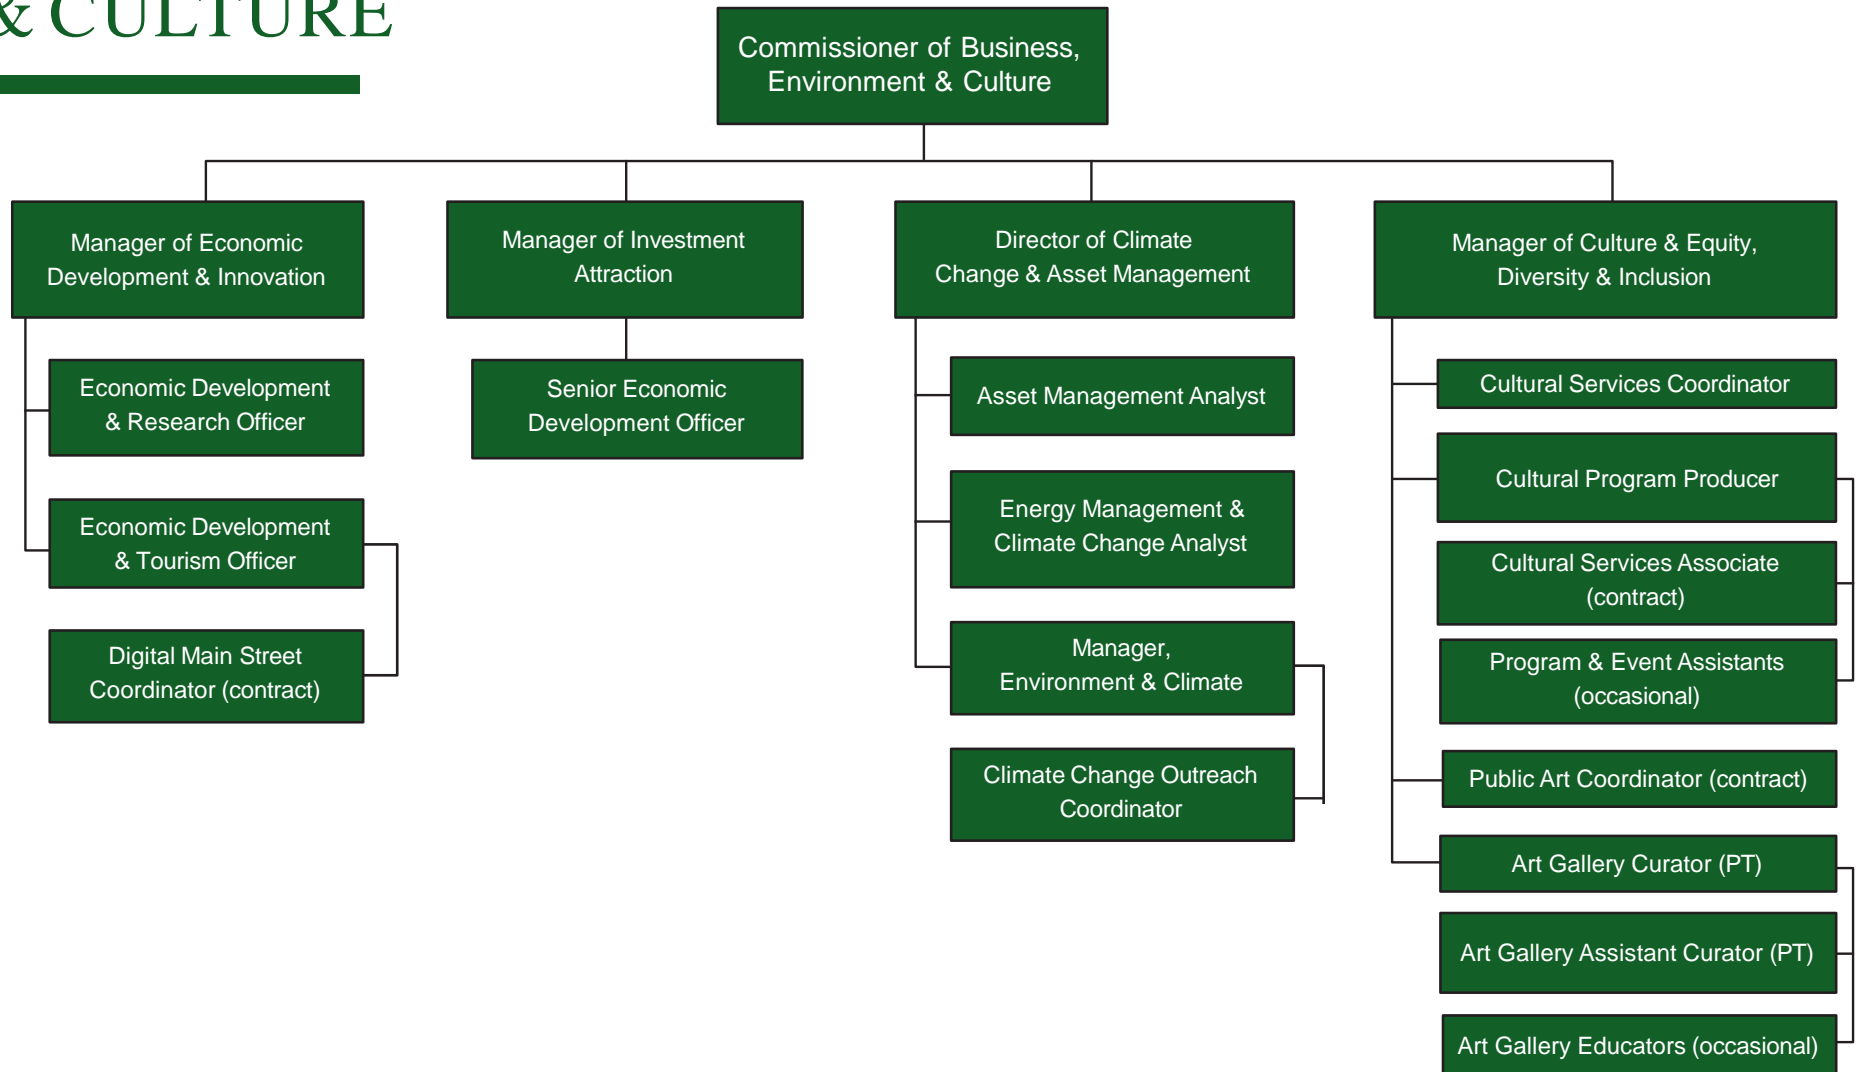 & CULTURE
Commissioner of Business,
Environment & Culture
Manager of Economic
Development & Innovation
Economic Development
& Research Officer
Economic Development
& Tourism Officer
Digital Main Street
Coordinator (contract)
Manager of Investment
Attraction
Senior Economic
Development Officer
Director of Climate
Change & Asset Management
Asset Management Analyst
Energy Management &
Climate Change Analyst
Manager,
Environment & Climate
Climate Change Outreach
Coordinator
Manager of Culture & Equity,
Diversity & Inclusion
Cultural Services Coordinator
Cultural Program Producer
Cultural Services Associate
(contract)
Program & Event Assistants
(occasional)
Public Art Coordinator (contract)
Art Gallery Curator (PT)
Art Gallery Assistant Curator (PT)
Art Gallery Educators (occasional)